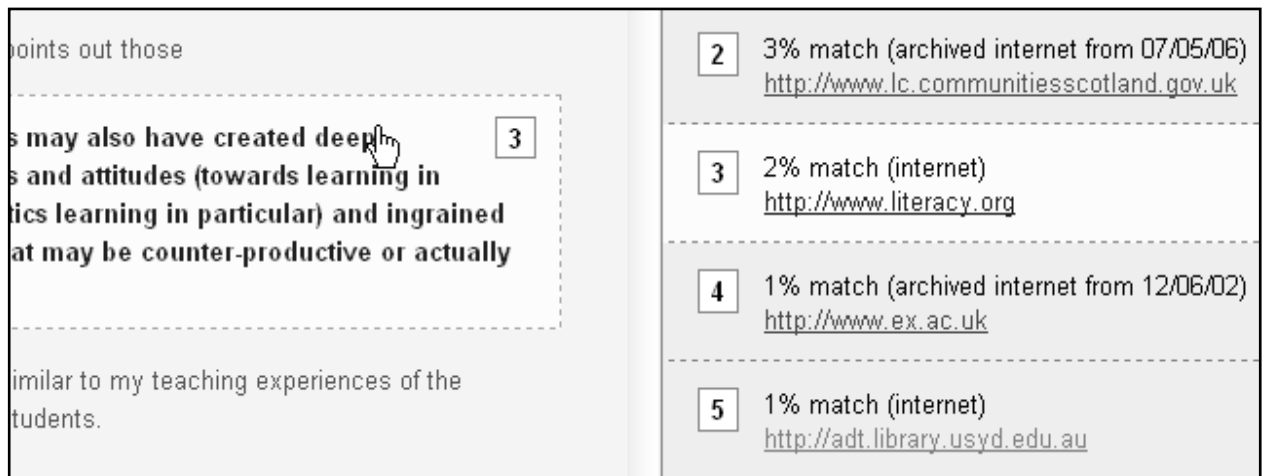 points out those
s may also have created deep
3
s and attitudes (towards learning in
tics learning in particular) and ingrained
at may be counter-productive or actually
imilar to my teaching experiences of the
tudents.
2
3% match (archived internet from 07/05/06)
http://www.lc.communitiesscotland.gov.uk
3
2% match (internet)
http://www.literacy.org
4
1% match (archived internet from 12/06/02)
http://www.ex.ac.uk
5
1% match (internet)
http://adt.library.usyd.edu.au